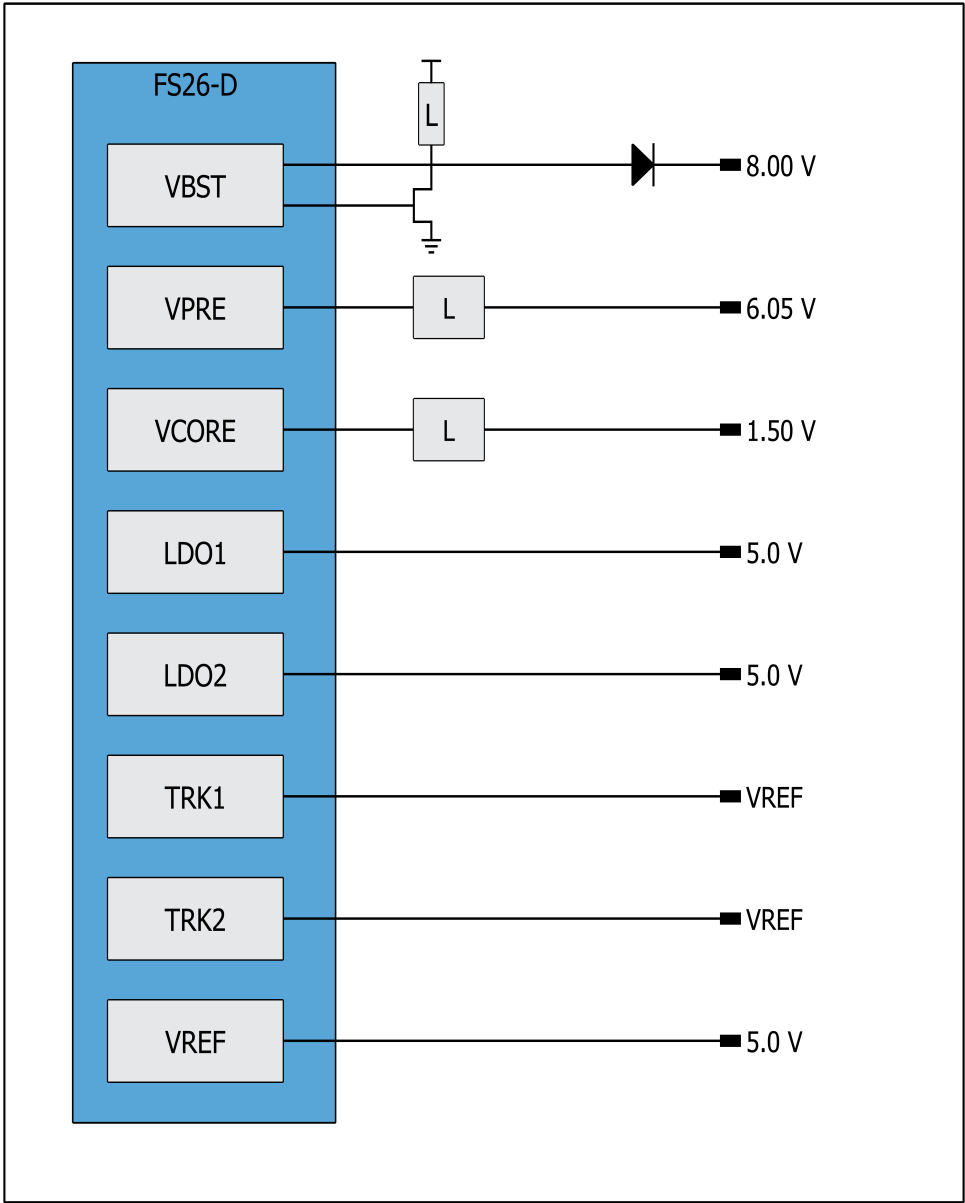 FS26-D
L
VBST
8.00 V
VPRE
L
6.05 V
VCORE
L
1.50 V
LDO1
5.0 V
LDO2
5.0 V
TRK1
VREF
TRK2
VREF
VREF
5.0 V